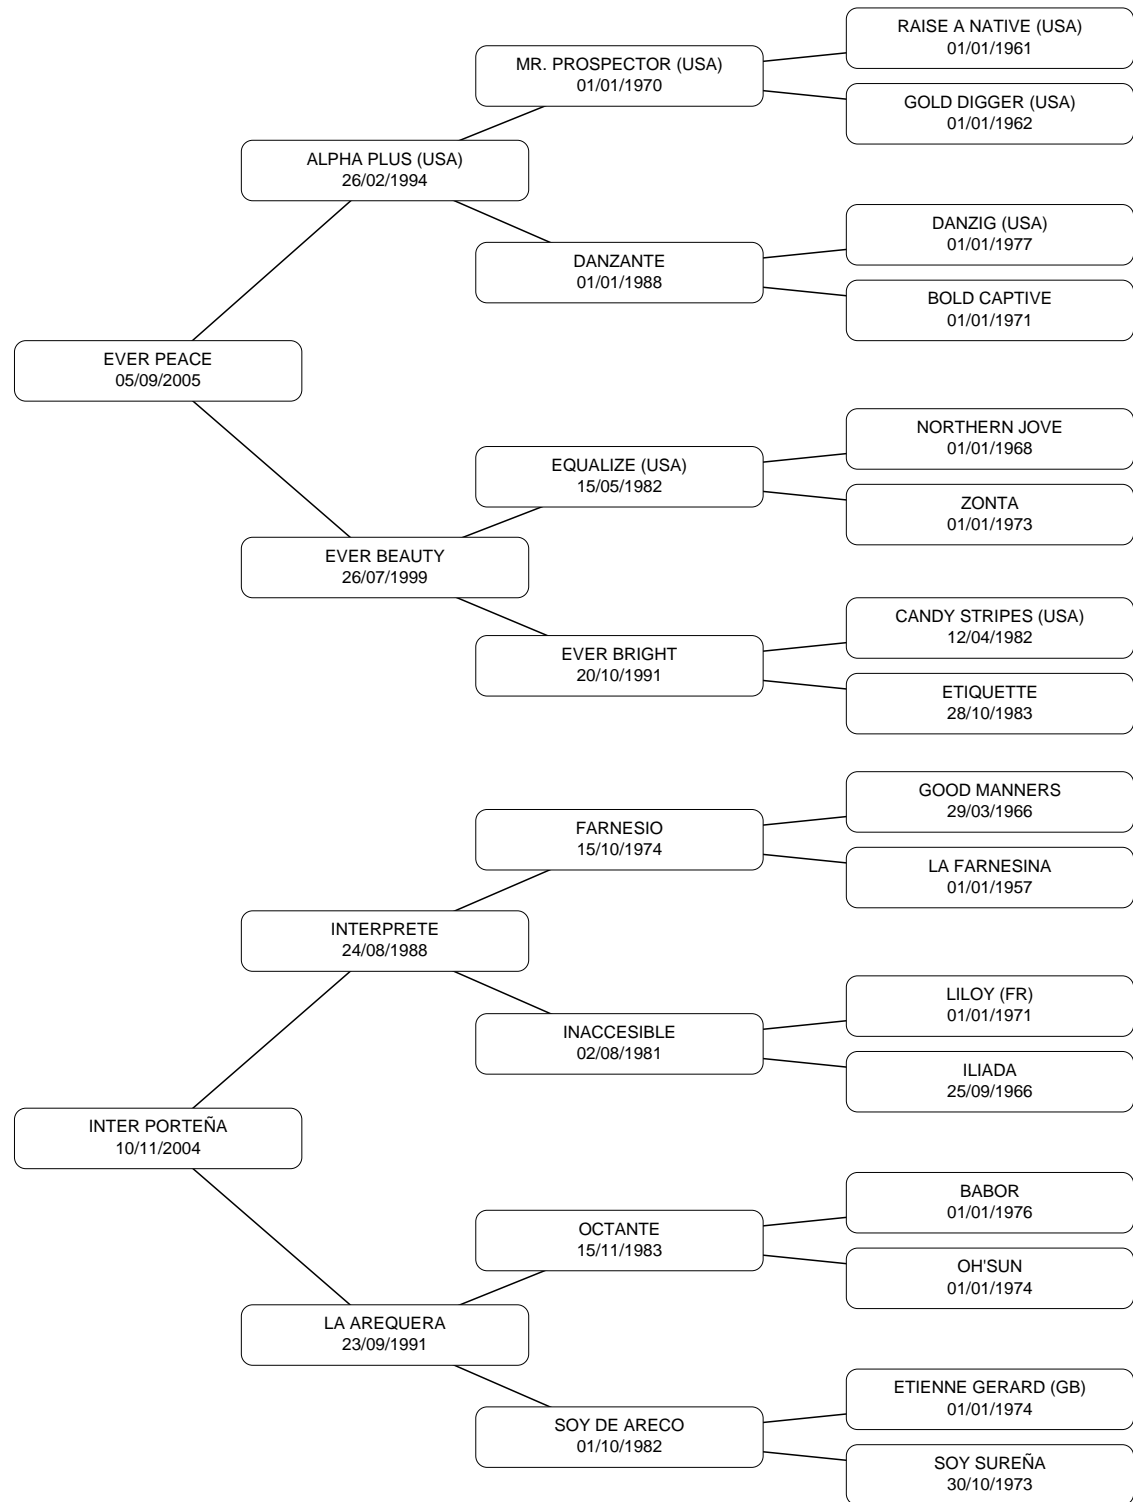 RAISE A NATIVE (USA)
01/01/1961
MR. PROSPECTOR (USA)
01/01/1970
GOLD DIGGER (USA)
01/01/1962
ALPHA PLUS (USA)
26/02/1994
DANZIG (USA)
01/01/1977
DANZANTE
01/01/1988
BOLD CAPTIVE
01/01/1971
EVER PEACE
05/09/2005
NORTHERN JOVE
01/01/1968
EQUALIZE (USA)
15/05/1982
ZONTA
01/01/1973
EVER BEAUTY
26/07/1999
CANDY STRIPES (USA)
12/04/1982
EVER BRIGHT
20/10/1991
ETIQUETTE
28/10/1983
GOOD MANNERS
29/03/1966
FARNESIO
15/10/1974
LA FARNESINA
01/01/1957
INTERPRETE
24/08/1988
LILOY (FR)
01/01/1971
INACCESIBLE
02/08/1981
ILIADA
25/09/1966
INTER PORTEÑA
10/11/2004
BABOR
01/01/1976
OCTANTE
15/11/1983
OH'SUN
01/01/1974
LA AREQUERA
23/09/1991
ETIENNE GERARD (GB)
01/01/1974
SOY DE ARECO
01/10/1982
SOY SUREÑA
30/10/1973